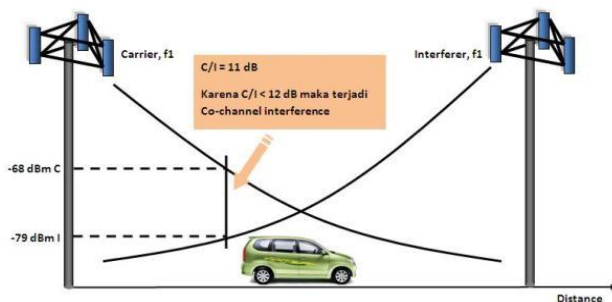 Carrier, f1
Interferer, f1
C/I = 11 dB
Karena C/I < 12 dB maka terjadi
Co-channel interference
-68 dBm C
-79 dBm I
Distance